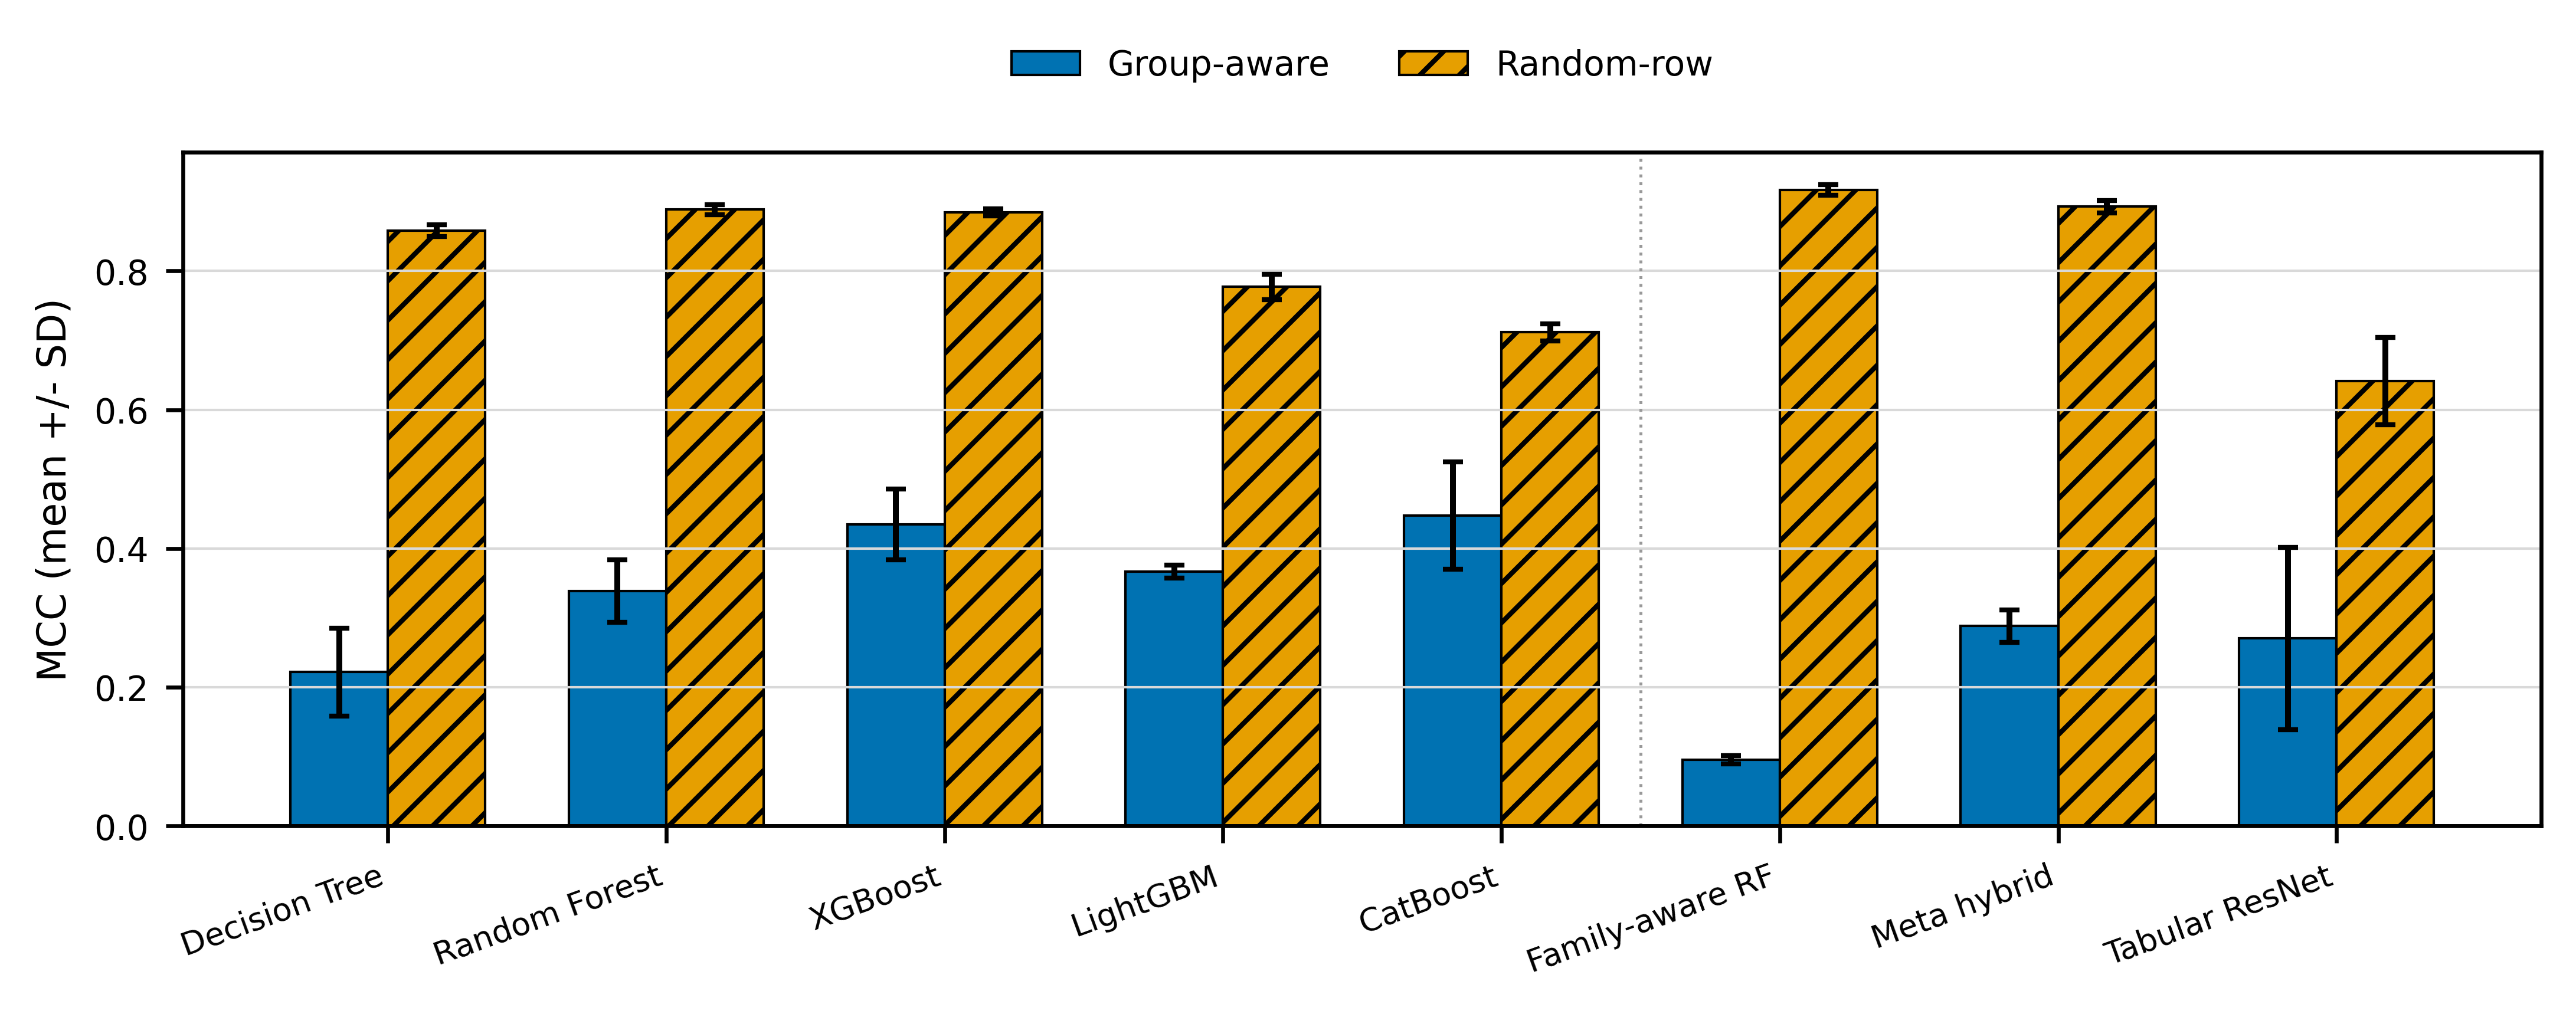 Group-aware
Random-row
MCC (mean +/- SD)
0.8
0.6
0.4
0.2
0.0
Decision Tree
Random Forest
XGBoost
LightGBM
CatBoost
Family-aware RF
Meta hybrid
Tabular ResNet